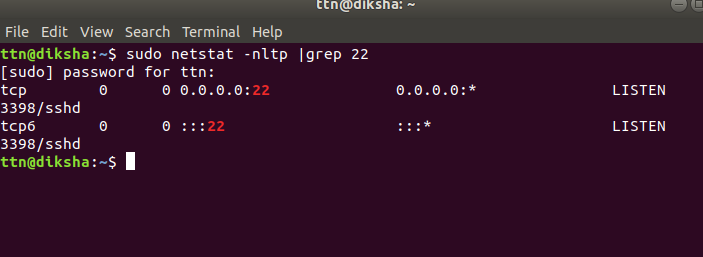 ttn@diksha: ~
File Edit View Search Terminal Help
ttn@diksha:~$ sudo netstat -nltp |grep 22
[sudo] password for ttn:
tcp        0      0 0.0.0.0:22              0.0.0.0:*               LISTEN
3398/sshd
tcp6       0      0 :::22                   :::*                    LISTEN
3398/sshd
ttn@diksha:~$